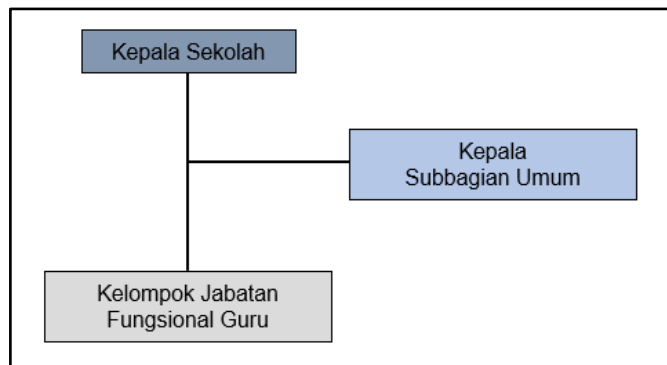 Kepala Sekolah
Kepala
Subbagian Umum
Kelompok Jabatan
Fungsional Guru